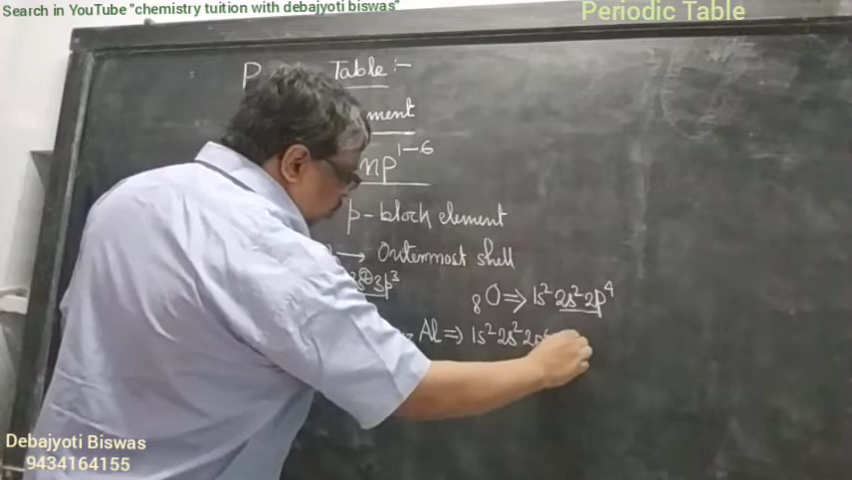 Search in YouTube "chemistry tuition with debajyoti biswas"
Periodic Table
P Table :-
ment
np¹⁻⁶
p-block element
→ Outermost shell
3p³
₈O ⇒ 1s² 2s² 2p⁴
Al ⇒ 1s² 2s² 2p
Debajyoti Biswas
9434164155